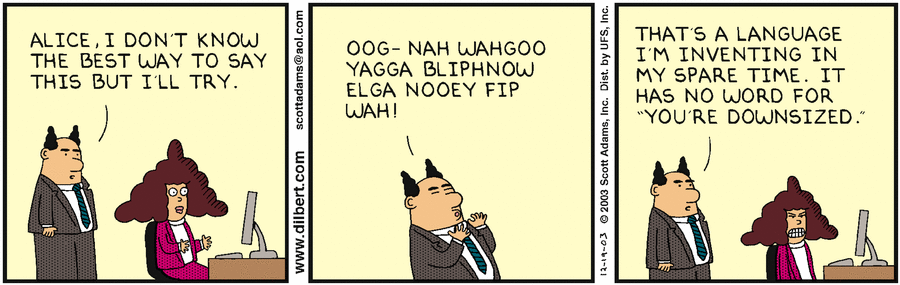 ALICE, I DON'T KNOW
THE BEST WAY TO SAY
THIS BUT I'LL TRY.
www.dilbert.com
scottadams@aol.com
OOG- NAH WAHGOO
YAGGA BLIPHNOW
ELGA NOOEY FIP
WAH!
12-19-03 © 2003 Scott Adams, Inc. Dist. by UFS, Inc.
THAT'S A LANGUAGE
I'M INVENTING IN
MY SPARE TIME. IT
HAS NO WORD FOR
"YOU'RE DOWNSIZED."